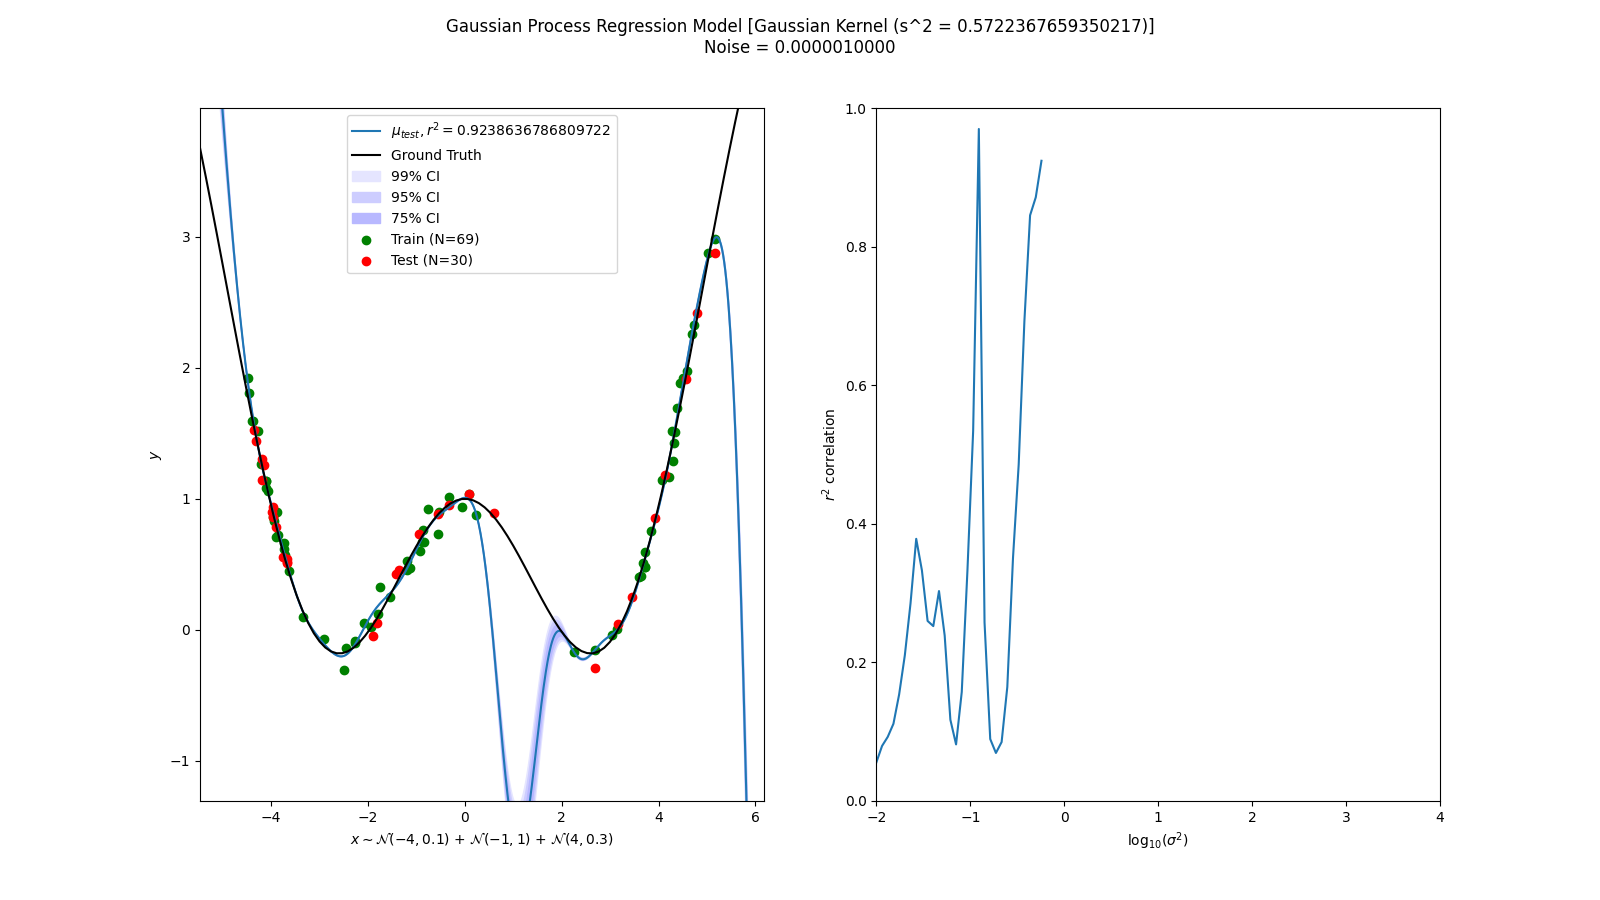 Gaussian Process Regression Model [Gaussian Kernel (s^2 = 0.5722367659350217)]
Noise = 0.0000010000
μ_test, r² = 0.9238636786809722
Ground Truth
99% CI
95% CI
75% CI
Train (N=69)
Test (N=30)
3
2
1
0
−1
y
−4
−2
0
2
4
6
x ~ 𝒩(−4, 0.1) + 𝒩(−1, 1) + 𝒩(4, 0.3)
1.0
0.8
0.6
0.4
0.2
0.0
r² correlation
−2
−1
0
1
2
3
4
log₁₀(σ²)